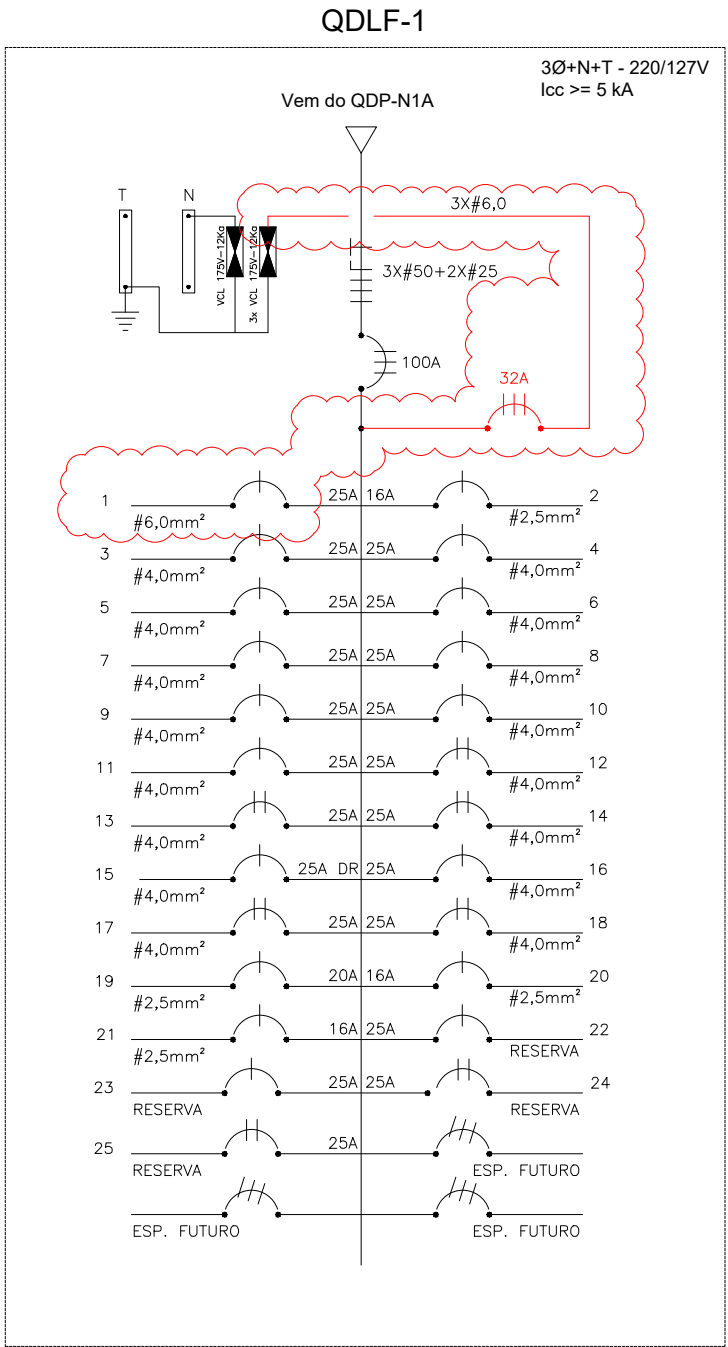 QDLF-1
3Ø+N+T - 220/127V
Icc >= 5 kA
Vem do QDP-N1A
T N
VCL 175V-12Ka
3x VCL 175V-12Ka
3X#6,0
3X#50+2X#25
100A
32A
1 25A 16A 2
#6,0mm² #2,5mm²
3 25A 25A 4
#4,0mm² #4,0mm²
5 25A 25A 6
#4,0mm² #4,0mm²
7 25A 25A 8
#4,0mm² #4,0mm²
9 25A 25A 10
#4,0mm² #4,0mm²
11 25A 25A 12
#4,0mm² #4,0mm²
13 25A 25A 14
#4,0mm² #4,0mm²
15 25A DR 25A 16
#4,0mm² #4,0mm²
17 25A 25A 18
#4,0mm² #4,0mm²
19 20A 16A 20
#2,5mm² #2,5mm²
21 16A 25A 22
#2,5mm² RESERVA
23 25A 25A 24
RESERVA RESERVA
25 25A
RESERVA ESP. FUTURO
ESP. FUTURO ESP. FUTURO